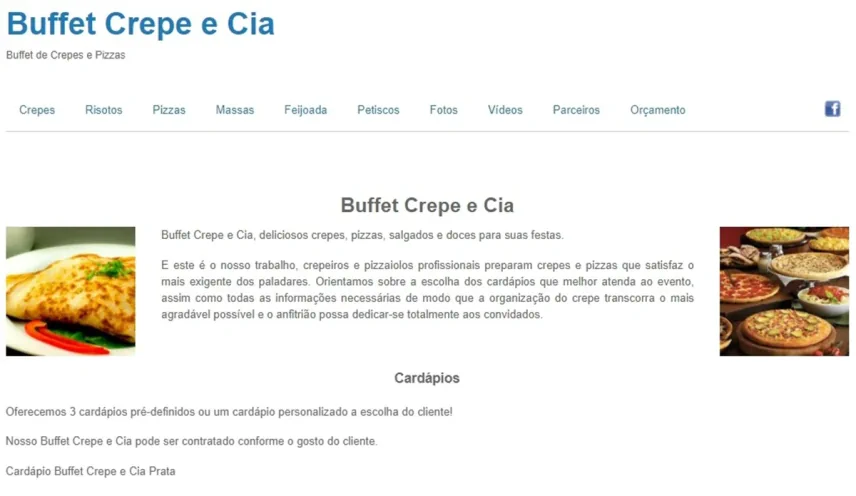 Buffet Crepe e Cia
Buffet de Crepes e Pizzas
Crepes Risotos Pizzas Massas Feijoada Petiscos Fotos Vídeos Parceiros Orçamento f
Buffet Crepe e Cia
Buffet Crepe e Cia, deliciosos crepes, pizzas, salgados e doces para suas festas.
E este é o nosso trabalho, crepeiros e pizzaiolos profissionais preparam crepes e pizzas que satisfaz o
mais exigente dos paladares. Orientamos sobre a escolha dos cardápios que melhor atenda ao evento,
assim como todas as informações necessárias de modo que a organização do crepe transcorra o mais
agradável possível e o anfitrião possa dedicar-se totalmente aos convidados.
Cardápios
Oferecemos 3 cardápios pré-definidos ou um cardápio personalizado a escolha do cliente!
Nosso Buffet Crepe e Cia pode ser contratado conforme o gosto do cliente.
Cardápio Buffet Crepe e Cia Prata